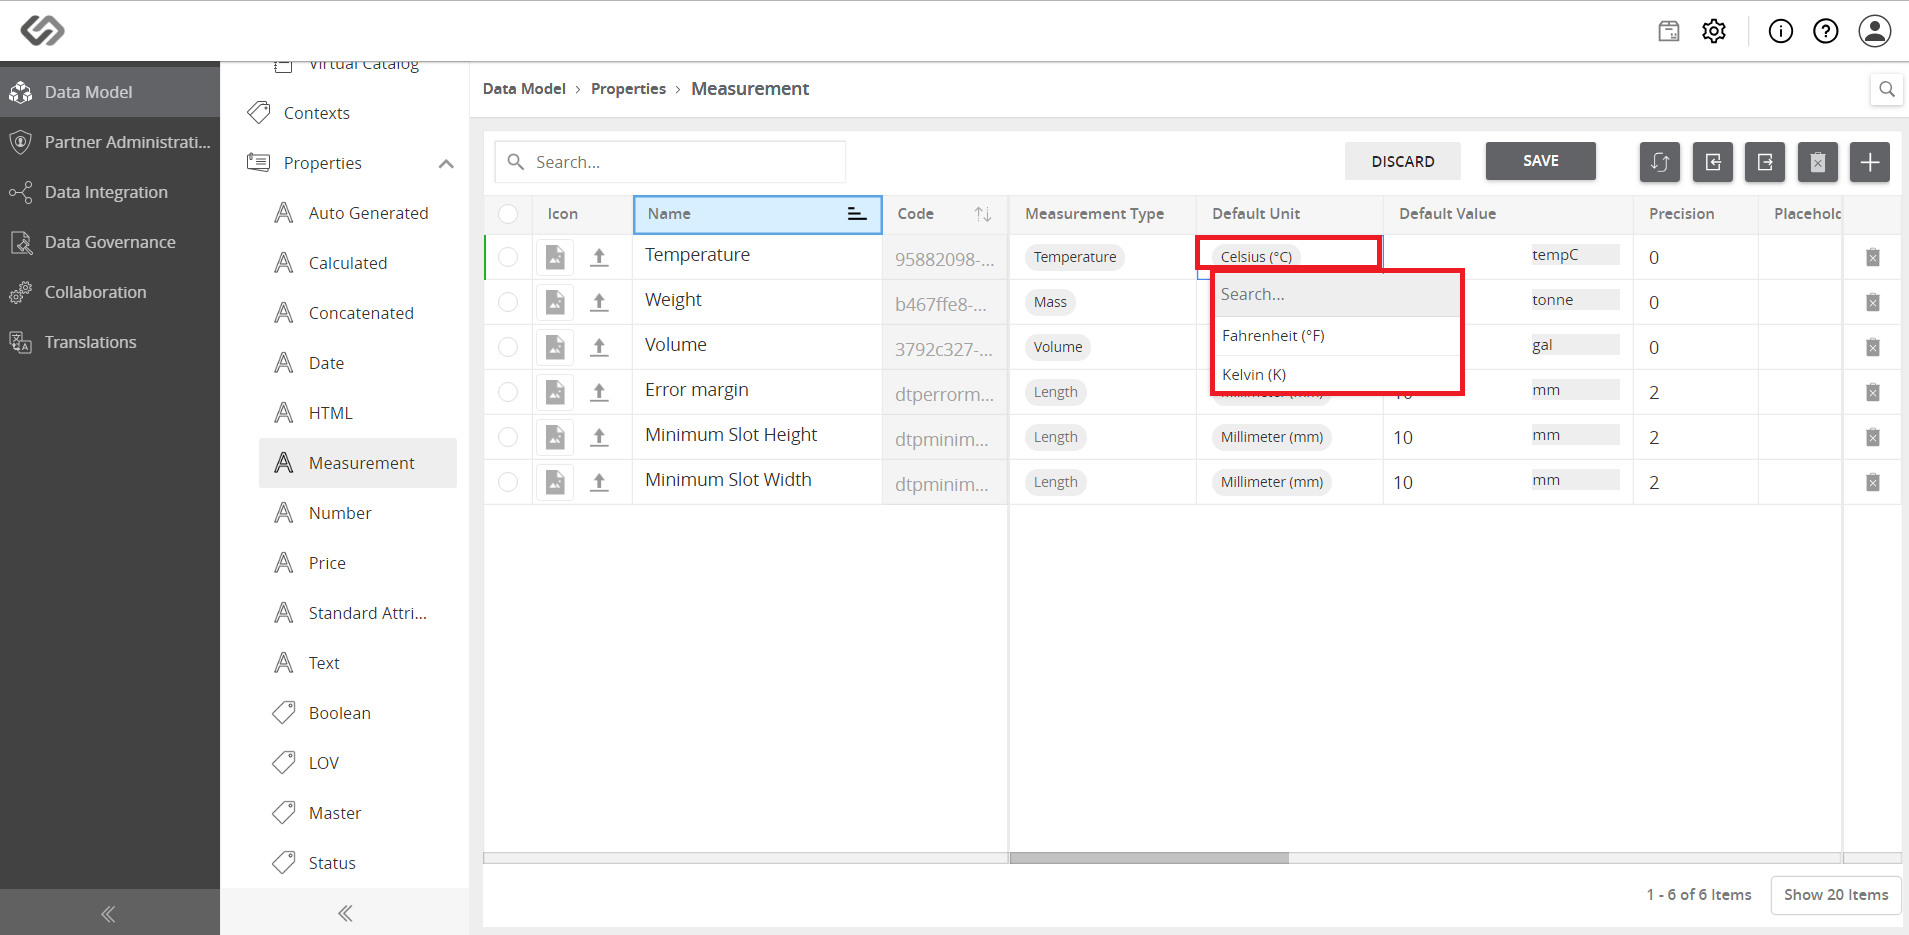 Data Model
Partner Administrati...
Data Integration
Data Governance
Collaboration
Translations
Virtual Catalog
Contexts
Properties
Auto Generated
Calculated
Concatenated
Date
HTML
Measurement
Number
Price
Standard Attri...
Text
Boolean
LOV
Master
Status
Data Model › Properties › Measurement
Search...
DISCARD
SAVE
Icon Name Code Measurement Type Default Unit Default Value Precision Placehold
Temperature 95882098-... Temperature Celsius (°C) tempC 0
Weight b467ffe8-... Mass tonne 0
Volume 3792c327-... Volume gal 0
Error margin dtperrorm... Length Millimeter (mm) 10 mm 2
Minimum Slot Height dtpminim... Length Millimeter (mm) 10 mm 2
Minimum Slot Width dtpminim... Length Millimeter (mm) 10 mm 2
Search...
Fahrenheit (°F)
Kelvin (K)
1 - 6 of 6 Items
Show 20 Items